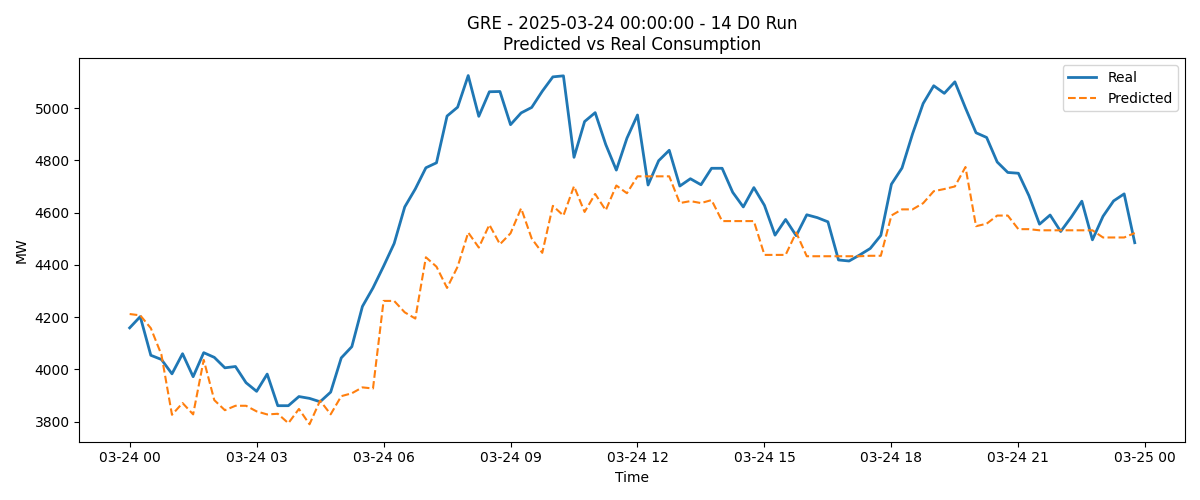 GRE - 2025-03-24 00:00:00 - 14 D0 Run
Predicted vs Real Consumption
Real
Predicted
MW
5000
4800
4600
4400
4200
4000
3800
03-24 00
03-24 03
03-24 06
03-24 09
03-24 12
03-24 15
03-24 18
03-24 21
03-25 00
Time